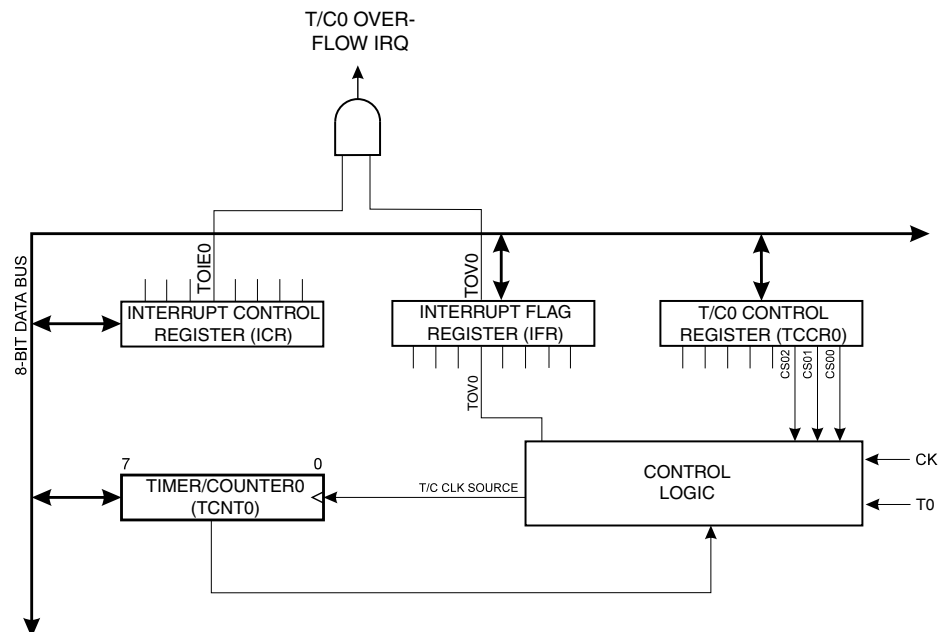 T/C0 OVER-
FLOW IRQ
TOIE0
TOV0
8-BIT DATA BUS
INTERRUPT CONTROL
REGISTER (ICR)
INTERRUPT FLAG
REGISTER (IFR)
T/C0 CONTROL
REGISTER (TCCR0)
TOV0
CS02
CS01
CS00
7
0
TIMER/COUNTER0
(TCNT0)
T/C CLK SOURCE
CONTROL
LOGIC
CK
T0